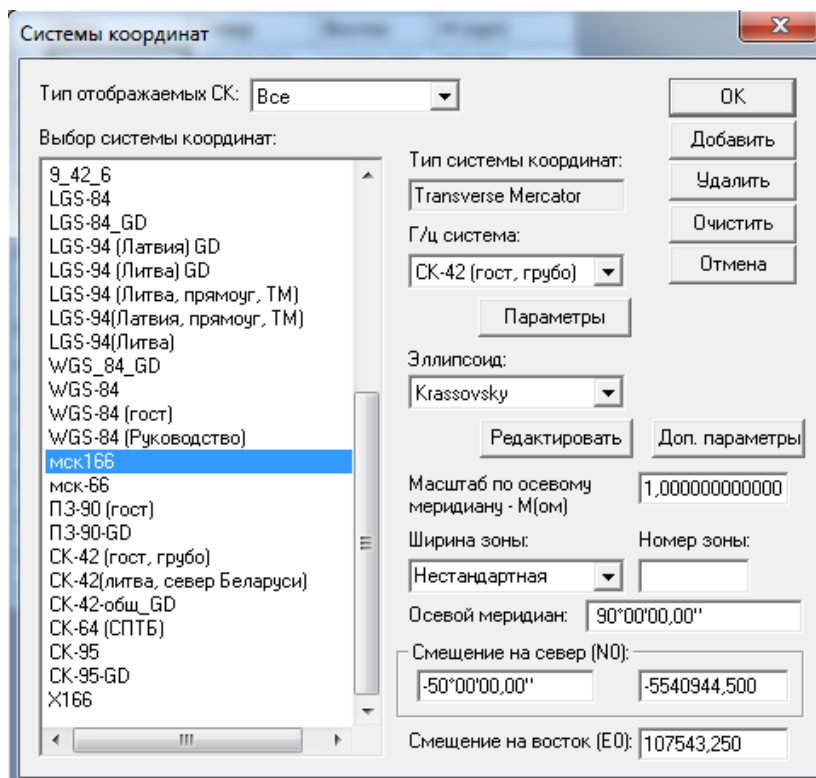 Системы координат
Тип отображаемых СК: Все
Выбор системы координат:
9_42_6
LGS-84
LGS-84_GD
LGS-94 (Латвия) GD
LGS-94 (Литва) GD
LGS-94 (Литва, прямоуг, ТМ)
LGS-94(Латвия, прямоуг, ТМ)
LGS-94(Литва)
WGS_84_GD
WGS-84
WGS-84 (гост)
WGS-84 (Руководство)
мск166
мск-66
ПЗ-90 (гост)
ПЗ-90-GD
СК-42 (гост, грубо)
СК-42(литва, север Беларуси)
СК-42-общ_GD
СК-64 (СПТБ)
СК-95
СК-95-GD
X166
OK
Добавить
Удалить
Очистить
Отмена
Тип системы координат:
Transverse Mercator
Г/ц система:
СК-42 (гост, грубо)
Параметры
Эллипсоид:
Krassovsky
Редактировать
Доп. параметры
Масштаб по осевому
меридиану - М(ом)
1,000000000000
Ширина зоны:
Номер зоны:
Нестандартная
Осевой меридиан: 90°00'00,00''
Смещение на север (N0):
-50°00'00,00''
-5540944,500
Смещение на восток (E0): 107543,250